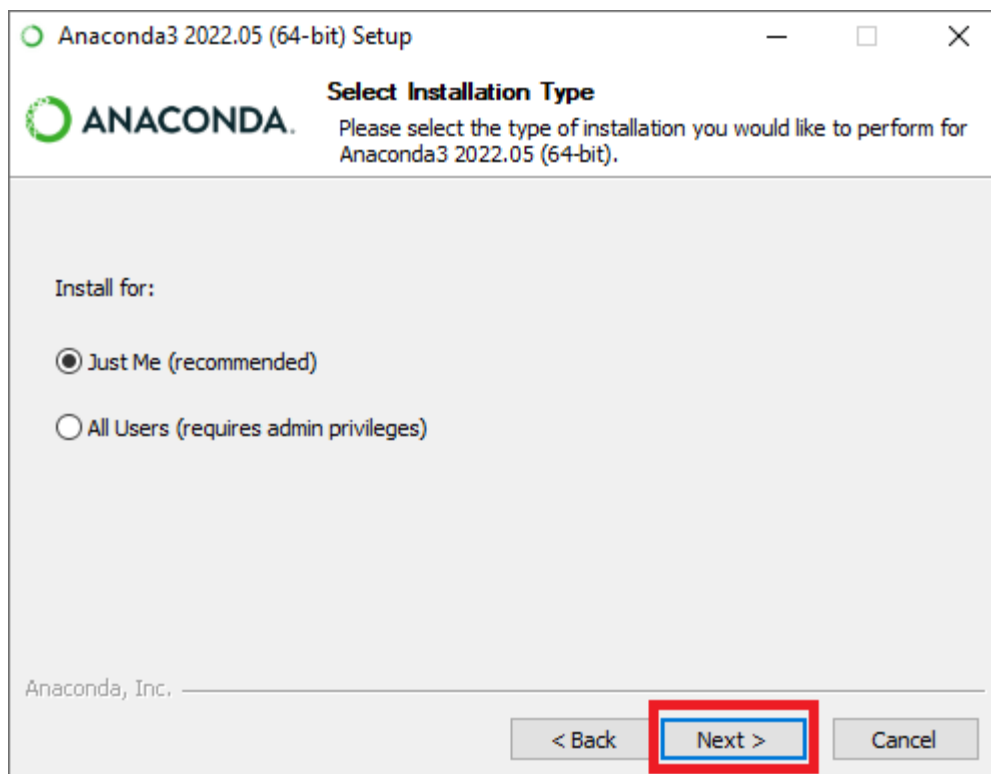 Anaconda3 2022.05 (64-bit) Setup
ANACONDA.
Select Installation Type
Please select the type of installation you would like to perform for
Anaconda3 2022.05 (64-bit).
Install for:
Just Me (recommended)
All Users (requires admin privileges)
Anaconda, Inc.
< Back
Next >
Cancel